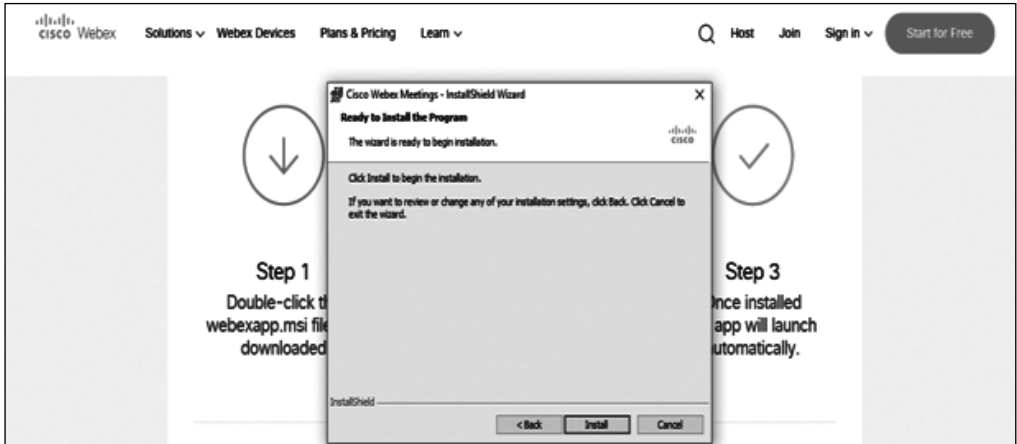 cisco Webex Solutions Webex Devices Plans & Pricing Learn Host Join Sign in Start for Free
Cisco Webex Meetings - InstallShield Wizard X
Ready to Install the Program
The wizard is ready to begin installation.
cisco
Click Install to begin the installation.
If you want to review or change any of your installation settings, click Back. Click Cancel to
exit the wizard.
InstallShield
< Back Install Cancel
Step 1
Double-click th
webexapp.msi file
downloaded
Step 3
Once installed
app will launch
utomatically.